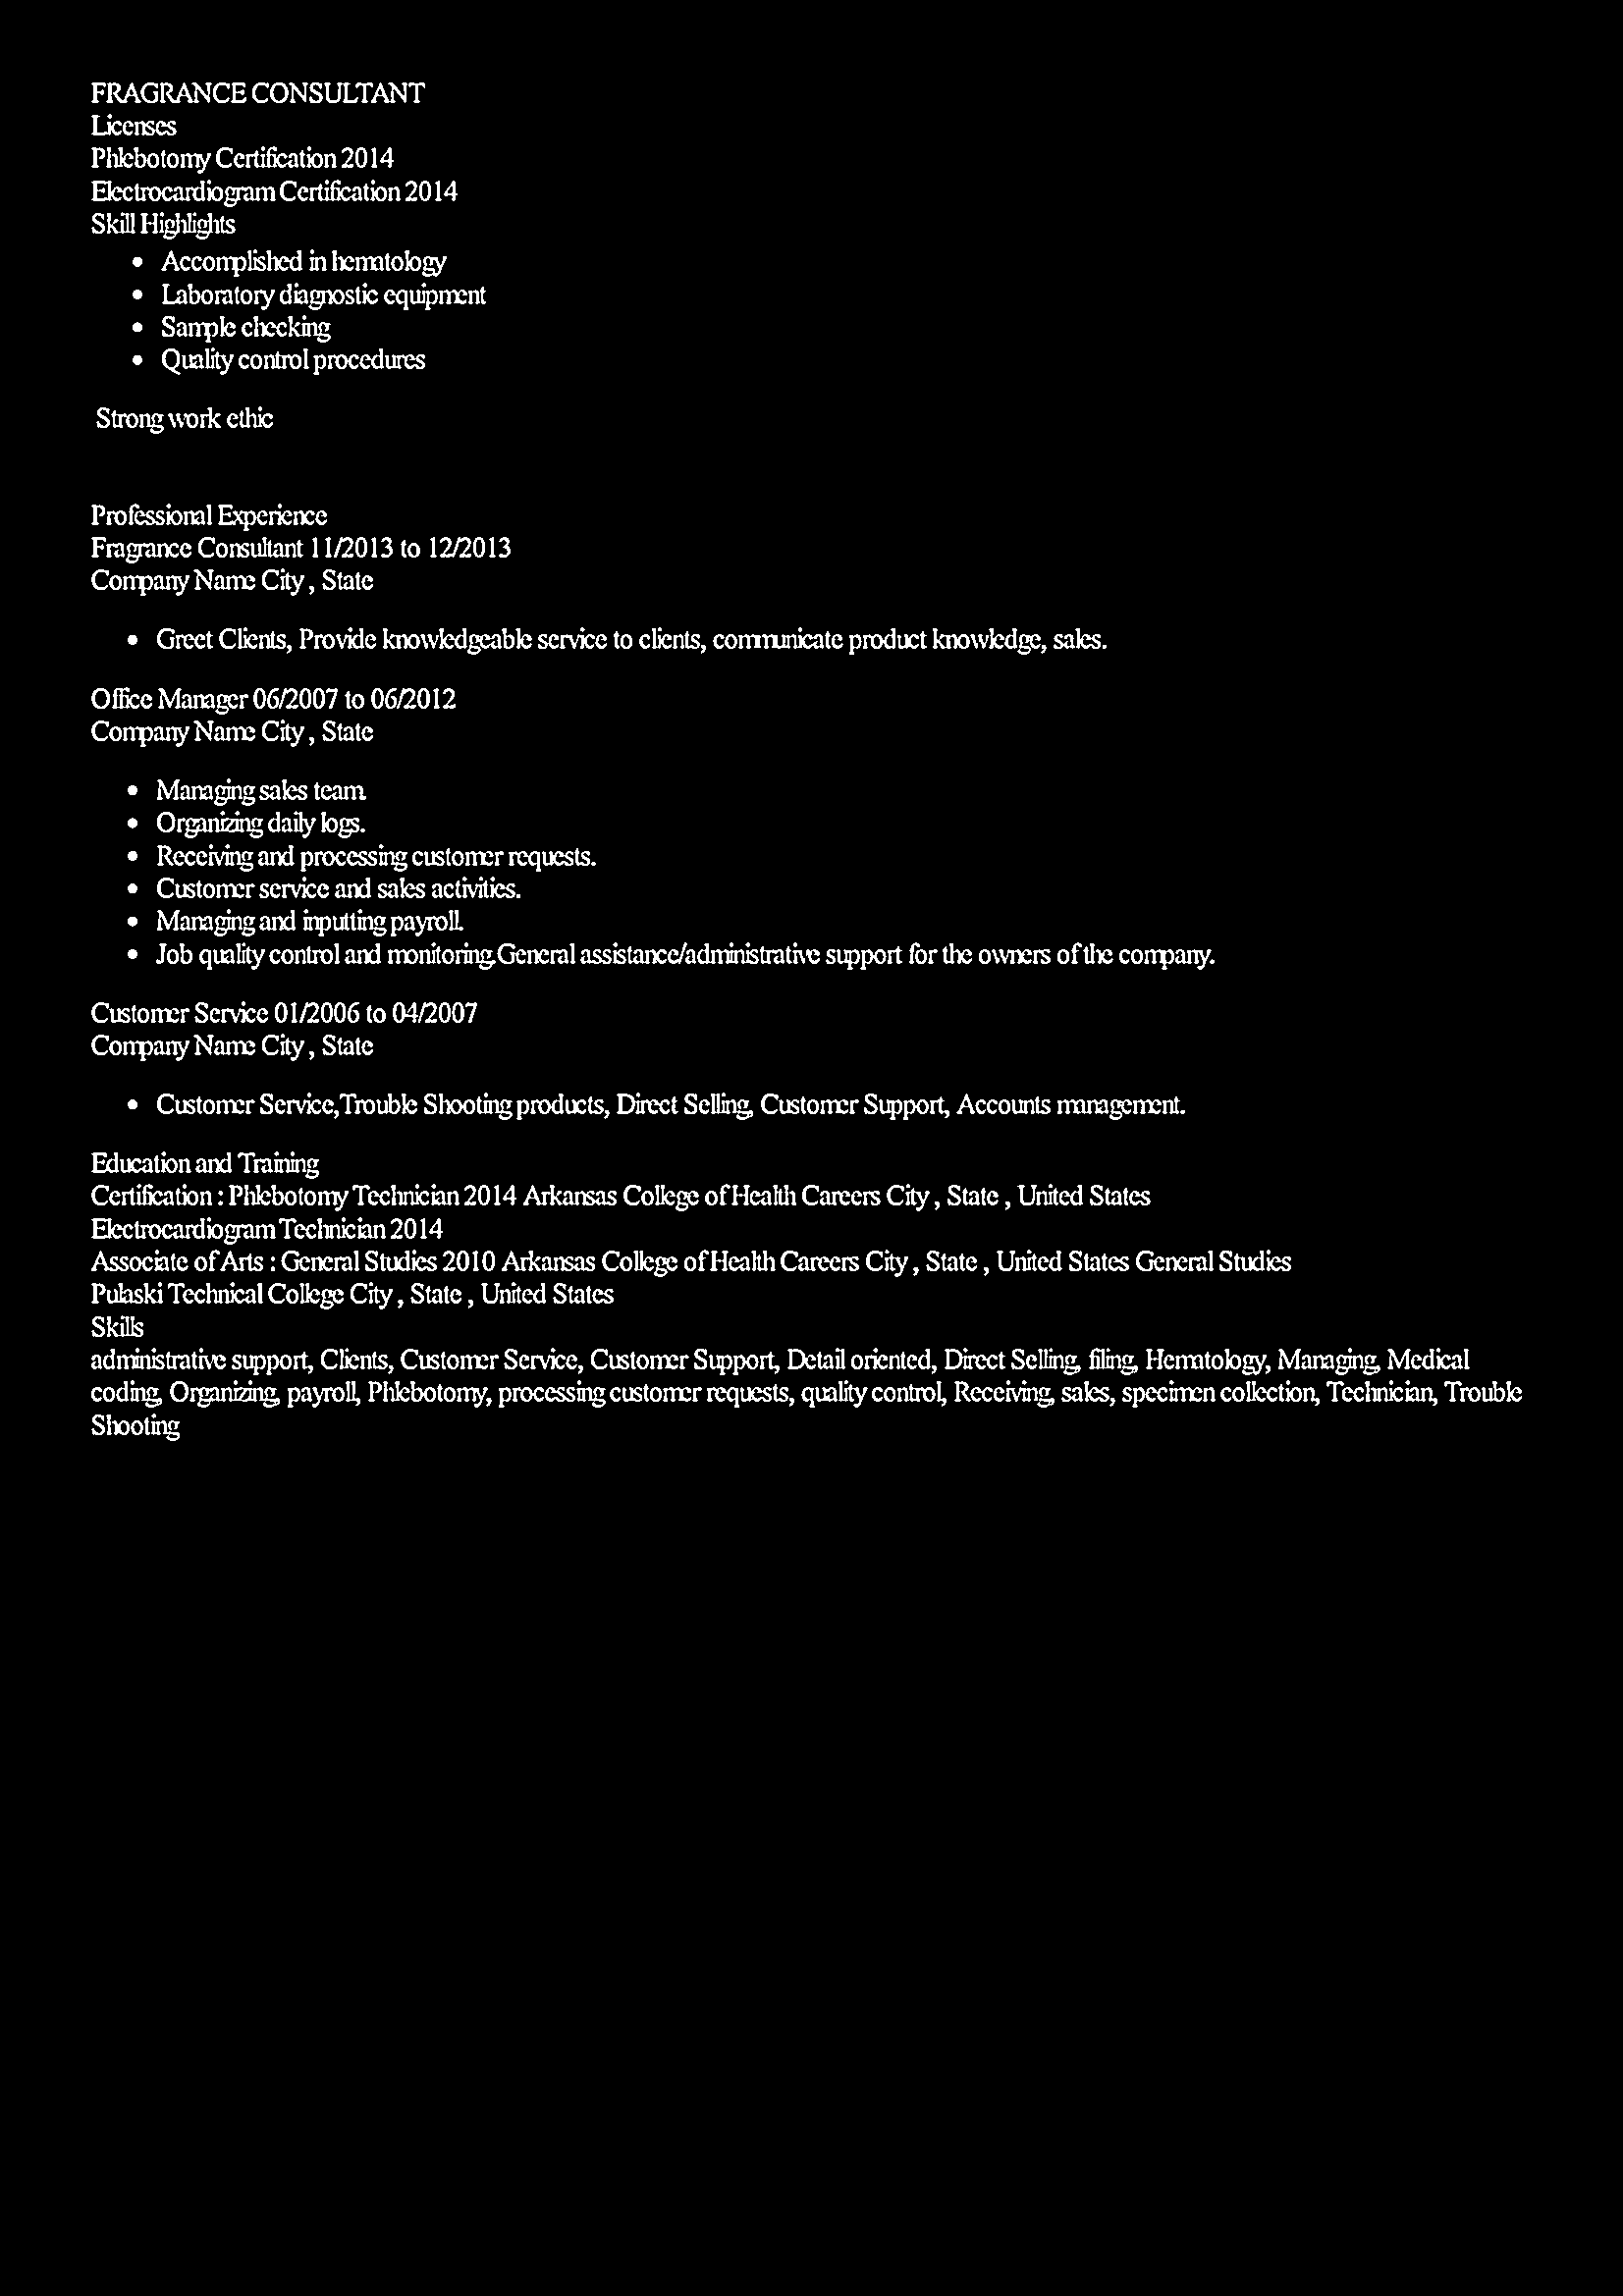 FRAGRANCE CONSULTANT
Licenses
Phlebotomy Certification 2014
Electrocardiogram Certification 2014
Skill Highlights
• Accomplished in hematology
• Laboratory diagnostic equipment
• Sample checking
• Quality control procedures
Strong work ethic
Professional Experience
Fragrance Consultant 11/2013 to 12/2013
Company Name City , State
• Greet Clients, Provide knowledgeable service to clients, communicate product knowledge, sales.
Office Manager 06/2007 to 06/2012
Company Name City , State
• Managing sales team.
• Organizing daily logs.
• Receiving and processing customer requests.
• Customer service and sales activities.
• Managing and inputting payroll.
• Job quality control and monitoring.General assistance/administrative support for the owners of the company.
Customer Service 01/2006 to 04/2007
Company Name City , State
• Customer Service,Trouble Shooting products, Direct Selling, Customer Support, Accounts management.
Education and Training
Certification : Phlebotomy Technician 2014 Arkansas College of Health Careers City , State , United States
Electrocardiogram Technician 2014
Associate of Arts : General Studies 2010 Arkansas College of Health Careers City , State , United States General Studies
Pulaski Technical College City , State , United States
Skills
administrative support, Clients, Customer Service, Customer Support, Detail oriented, Direct Selling, filing, Hematology, Managing, Medical
coding, Organizing, payroll, Phlebotomy, processing customer requests, quality control, Receiving, sales, specimen collection, Technician, Trouble
Shooting